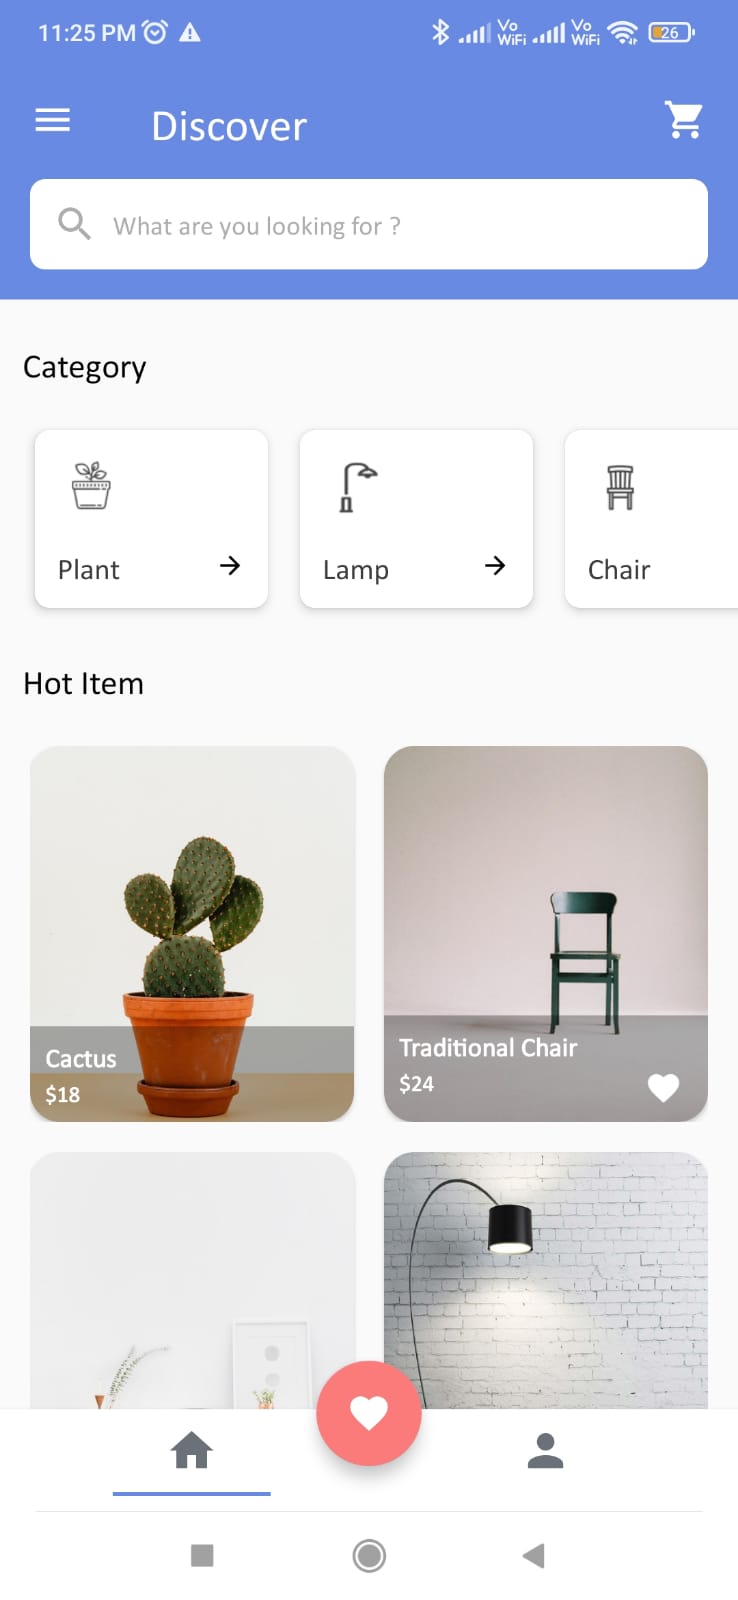 11:25 PM
Vo
WiFi
Vo
WiFi
26
Discover
What are you looking for ?
Category
Plant
Lamp
Chair
Hot Item
Cactus
$18
Traditional Chair
$24